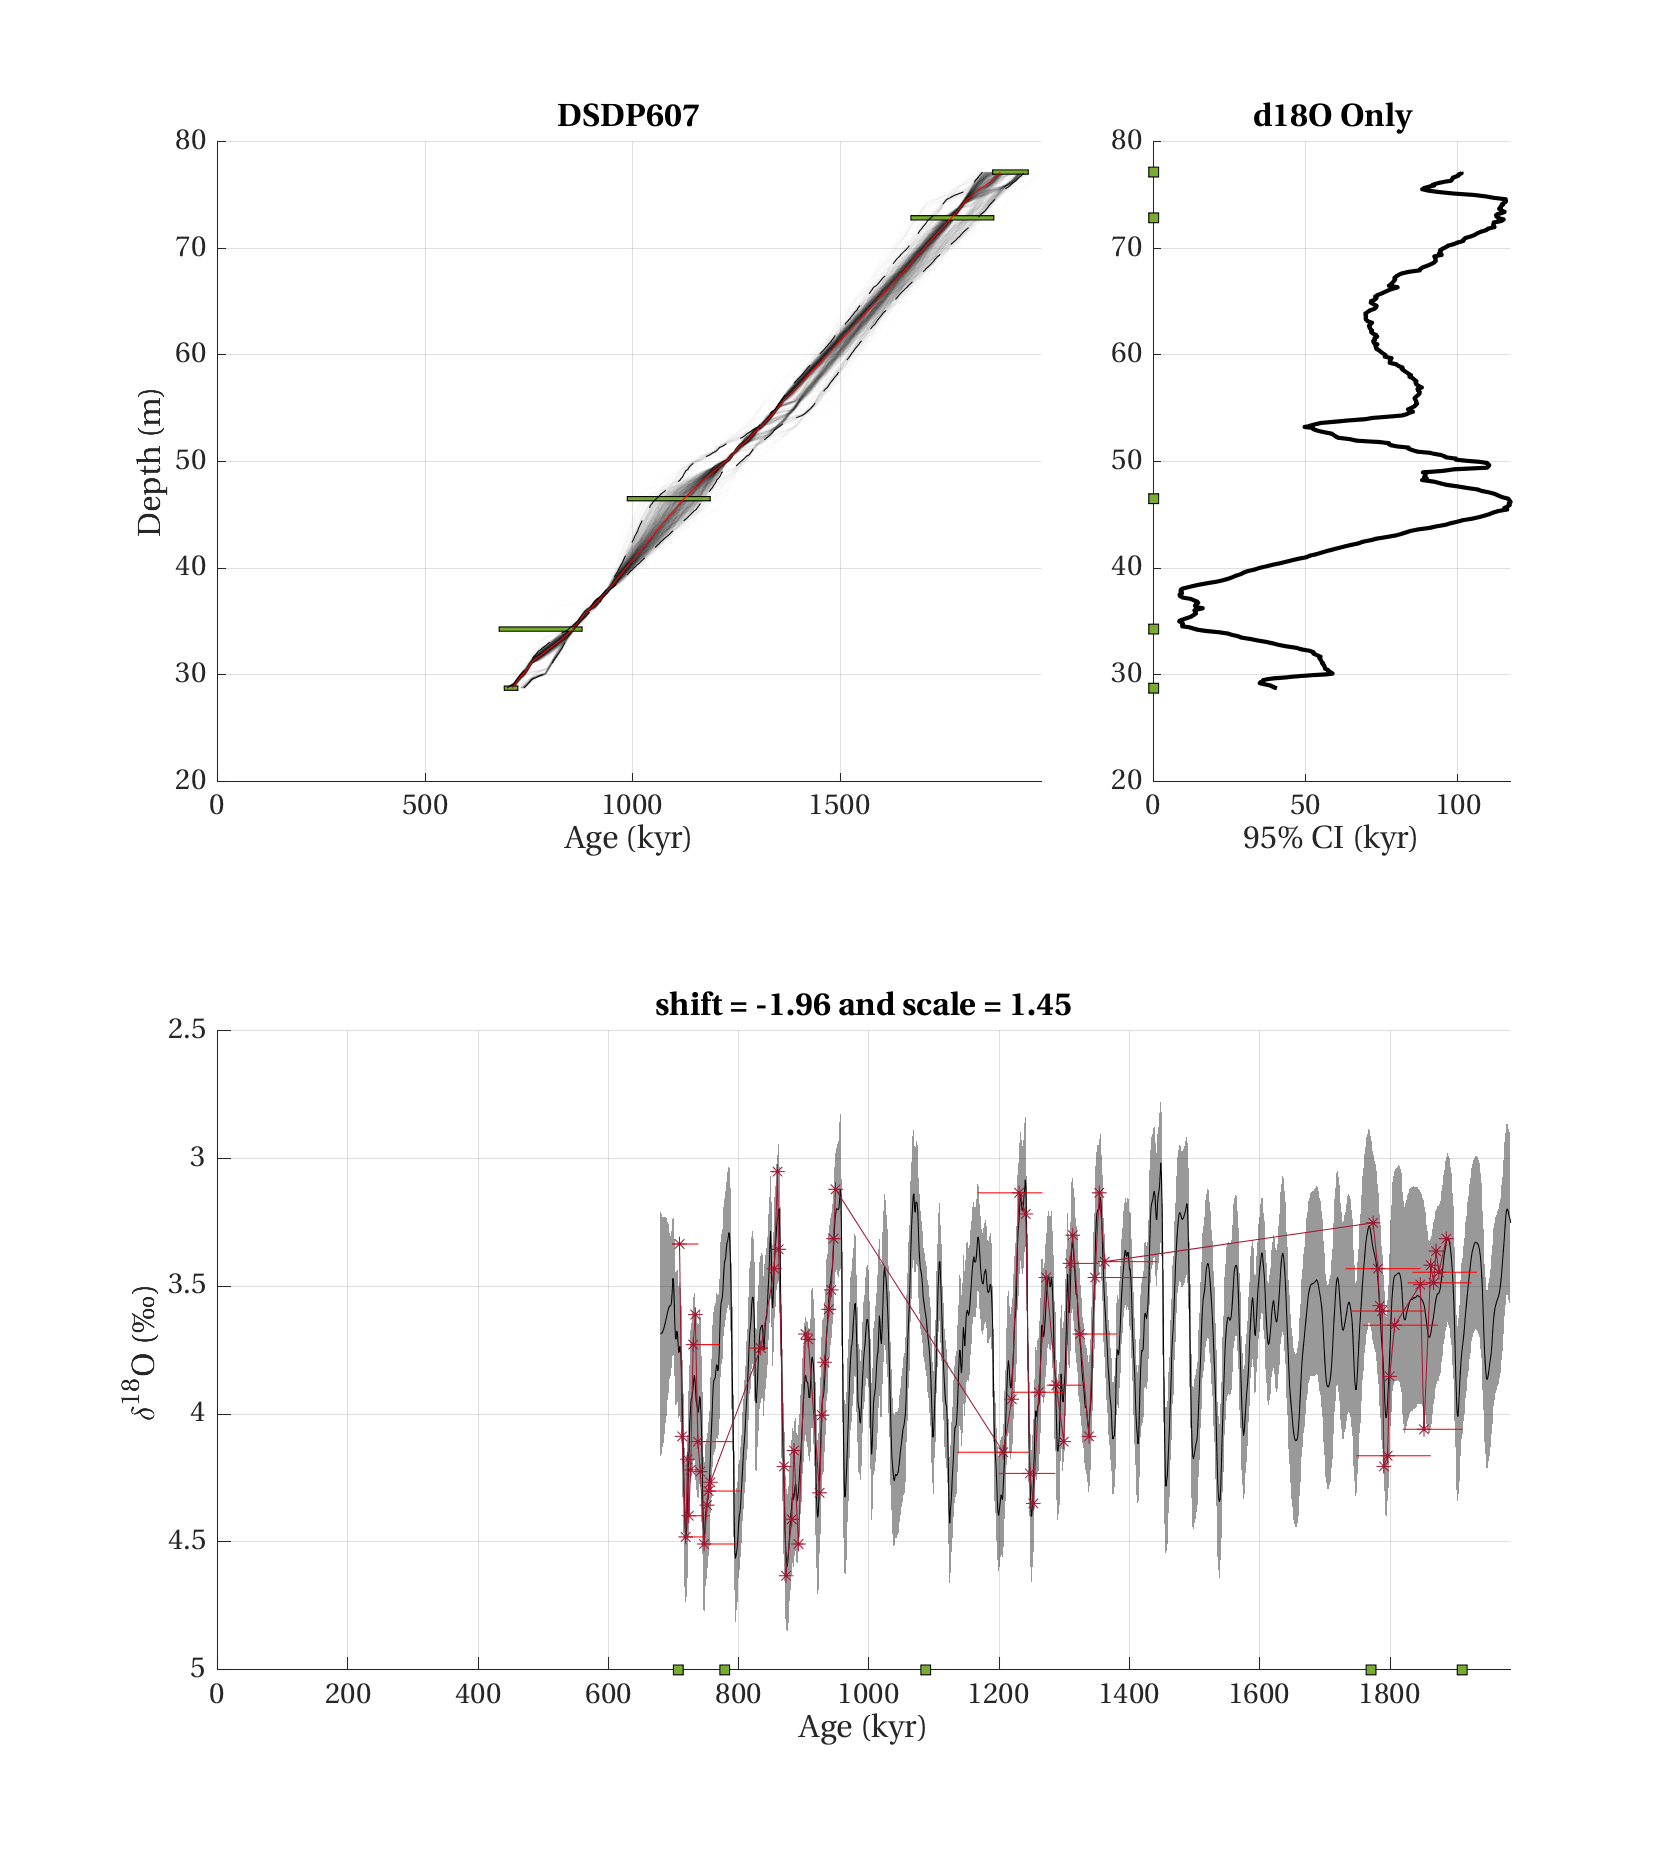 DSDP607
d18O Only
80
70
60
50
40
30
20
Depth (m)
0 500 1000 1500
Age (kyr)
80
70
60
50
40
30
20
0 50 100
95% CI (kyr)
shift = -1.96 and scale = 1.45
2.5
3
3.5
4
4.5
5
δ¹⁸O (‰)
0 200 400 600 800 1000 1200 1400 1600 1800
Age (kyr)